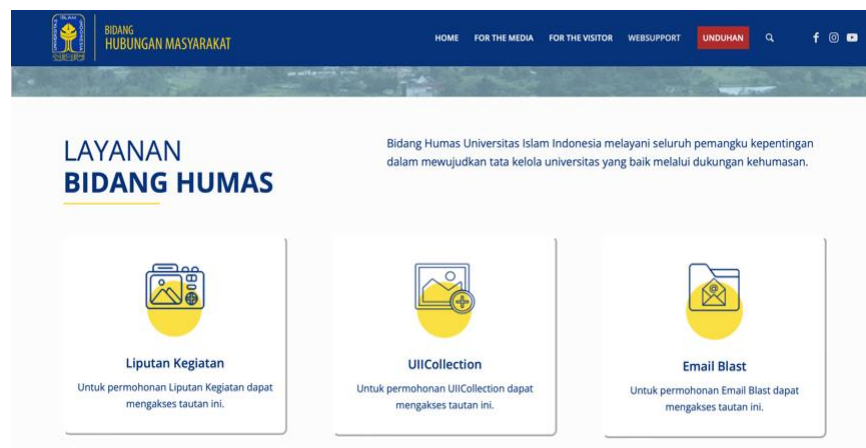 BIDANG
HUBUNGAN MASYARAKAT
HOME FOR THE MEDIA FOR THE VISITOR WEBSUPPORT UNDUHAN
LAYANAN
BIDANG HUMAS
Bidang Humas Universitas Islam Indonesia melayani seluruh pemangku kepentingan
dalam mewujudkan tata kelola universitas yang baik melalui dukungan kehumasan.
Liputan Kegiatan
Untuk permohonan Liputan Kegiatan dapat
mengakses tautan ini.
UIICollection
Untuk permohonan UIICollection dapat
mengakses tautan ini.
Email Blast
Untuk permohonan Email Blast dapat
mengakses tautan ini.